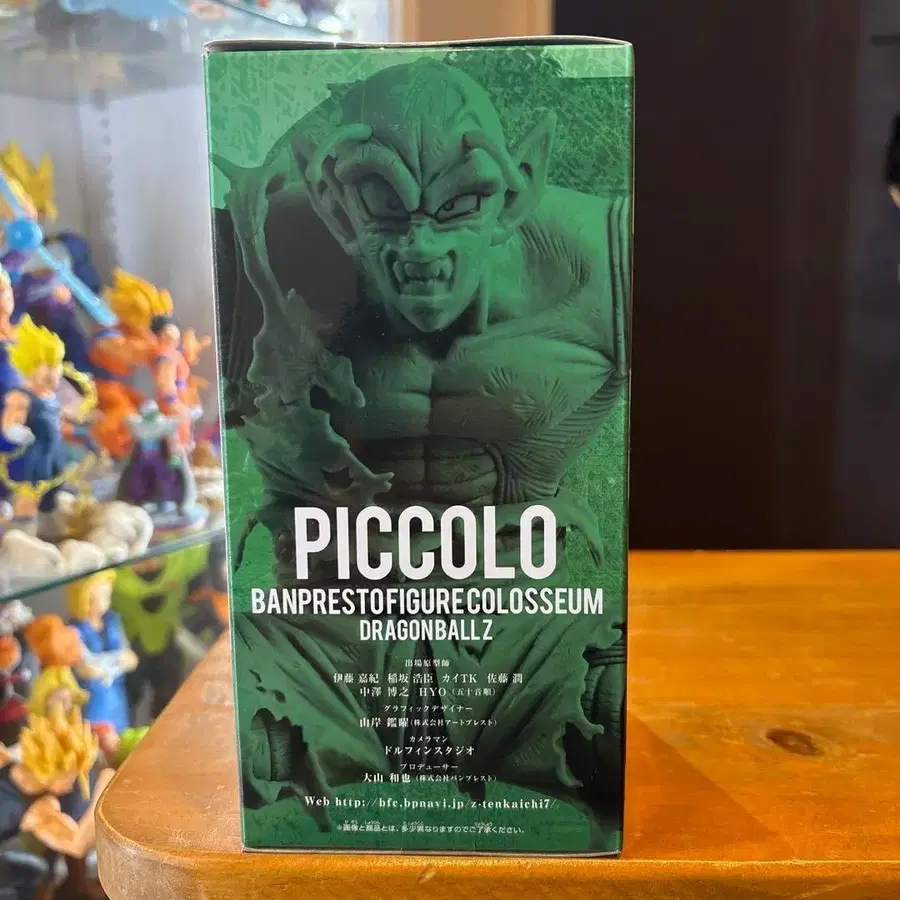 PICCOLO
BANPRESTO FIGURE COLOSSEUM
DRAGONBALL Z
出場原型師
伊藤 嘉紀 稲坂 浩臣 カイTK 佐藤 潤
中澤 博之 HYO (五十音順)
グラフィックデザイナー
山岸 鑑曜 (株式会社アートプレスト)
カメラマン
ドルフィンスタジオ
プロデューサー
大山 和也 (株式会社バンプレスト)
Web http://bfc.bpnavi.jp/z-tenkaichi7/
※画像と商品とは、多少異なりますのでご了承ください。